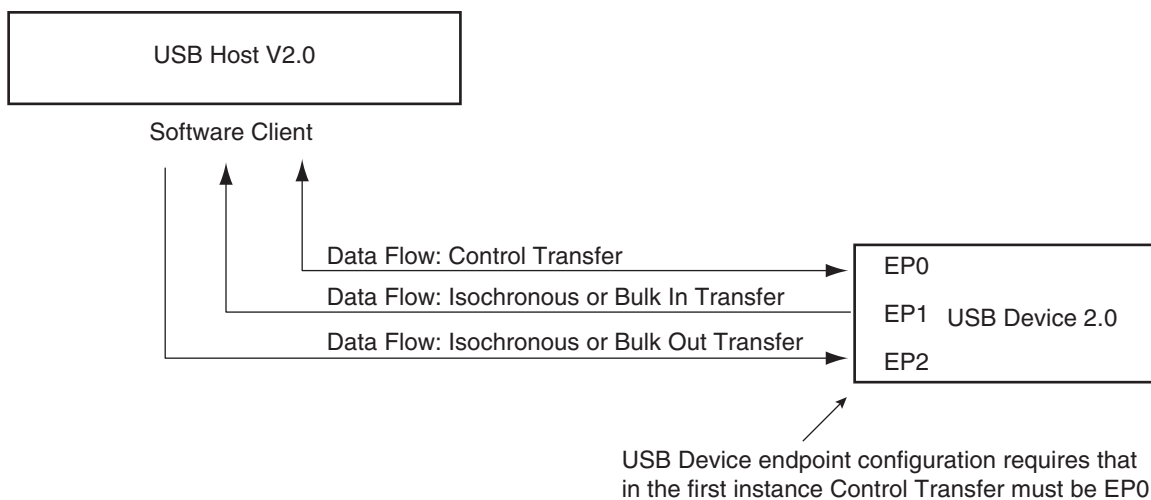 USB Host V2.0
Software Client
Data Flow: Control Transfer
Data Flow: Isochronous or Bulk In Transfer
Data Flow: Isochronous or Bulk Out Transfer
EP0
EP1 USB Device 2.0
EP2
USB Device endpoint configuration requires that
in the first instance Control Transfer must be EP0